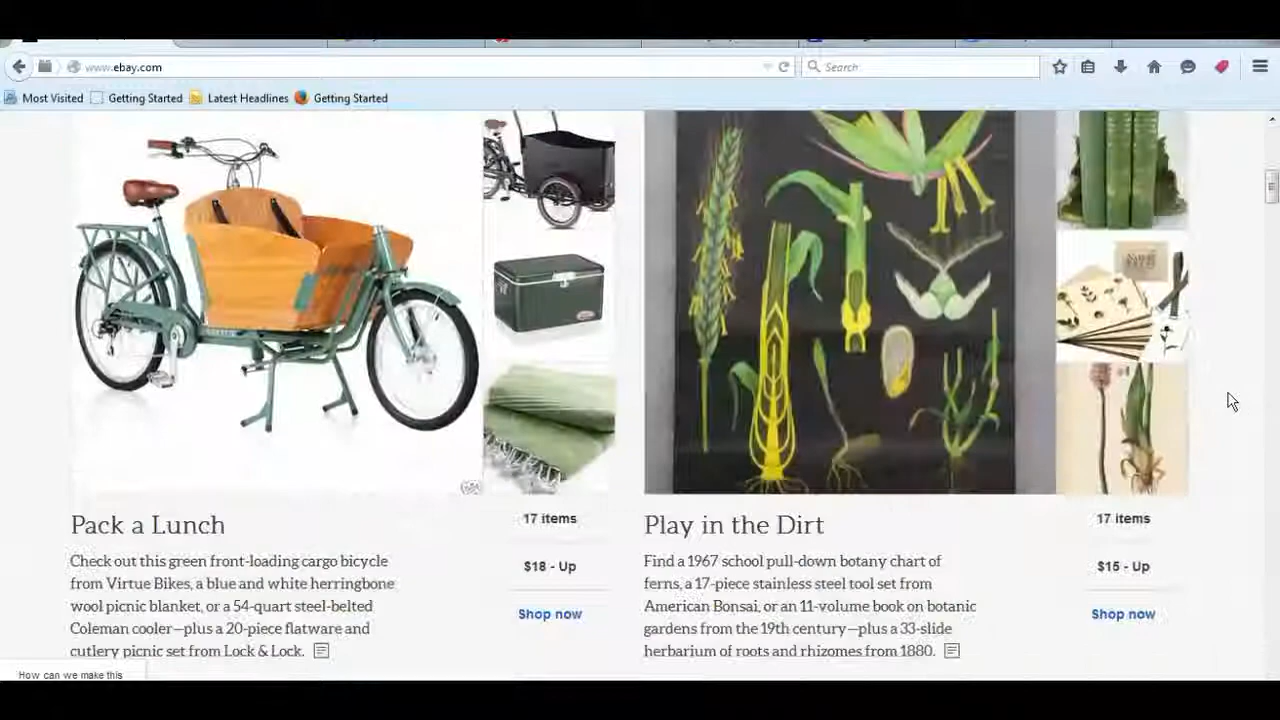 www.ebay.com
Search
Most Visited
Getting Started
Latest Headlines
Getting Started
Pack a Lunch
17 items
Check out this green front-loading cargo bicycle
from Virtue Bikes, a blue and white herringbone
wool picnic blanket, or a 54-quart steel-belted
Coleman cooler—plus a 20-piece flatware and
cutlery picnic set from Lock & Lock.
$18 - Up
Shop now
Play in the Dirt
17 items
Find a 1967 school pull-down botany chart of
ferns, a 17-piece stainless steel tool set from
American Bonsai, or an 11-volume book on botanic
gardens from the 19th century—plus a 33-slide
herbarium of roots and rhizomes from 1880.
$15 - Up
Shop now
How can we make this